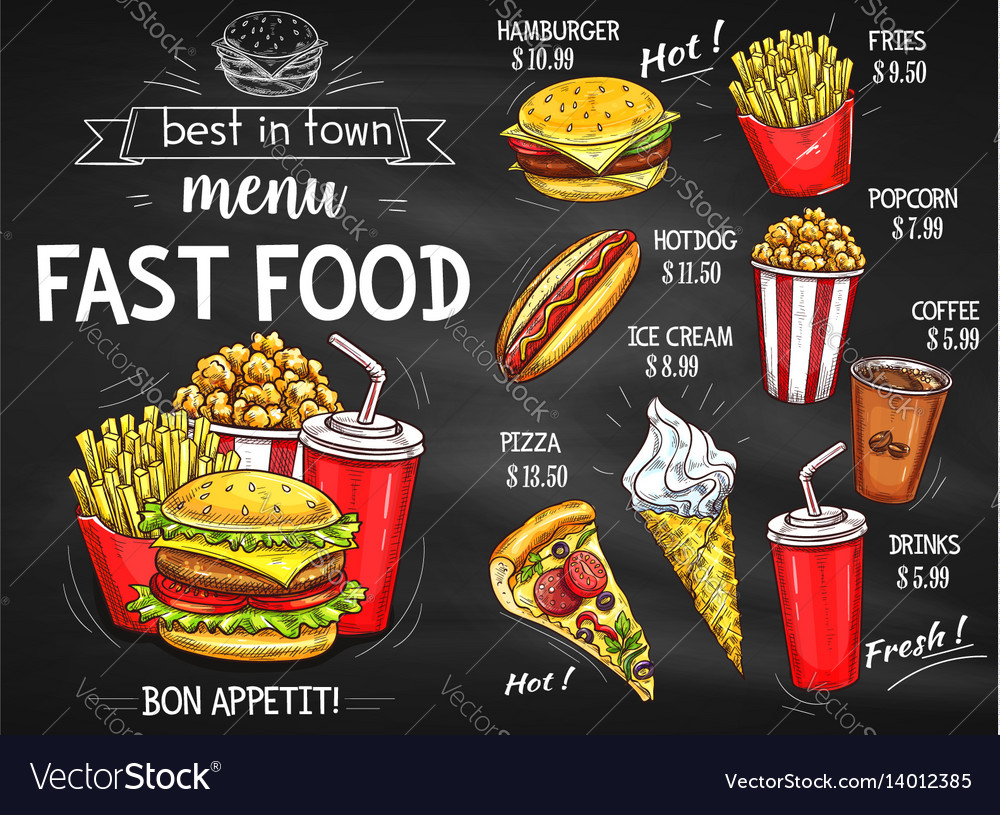 best in town
menu
FAST FOOD
BON APPETIT!
HAMBURGER
$ 10.99
Hot !
FRIES
$ 9.50
POPCORN
$ 7.99
HOT DOG
$ 11.50
ICE CREAM
$ 8.99
COFFEE
$ 5.99
PIZZA
$ 13.50
Hot !
DRINKS
$ 5.99
Fresh !
VectorStock®
VectorStock.com/14012385